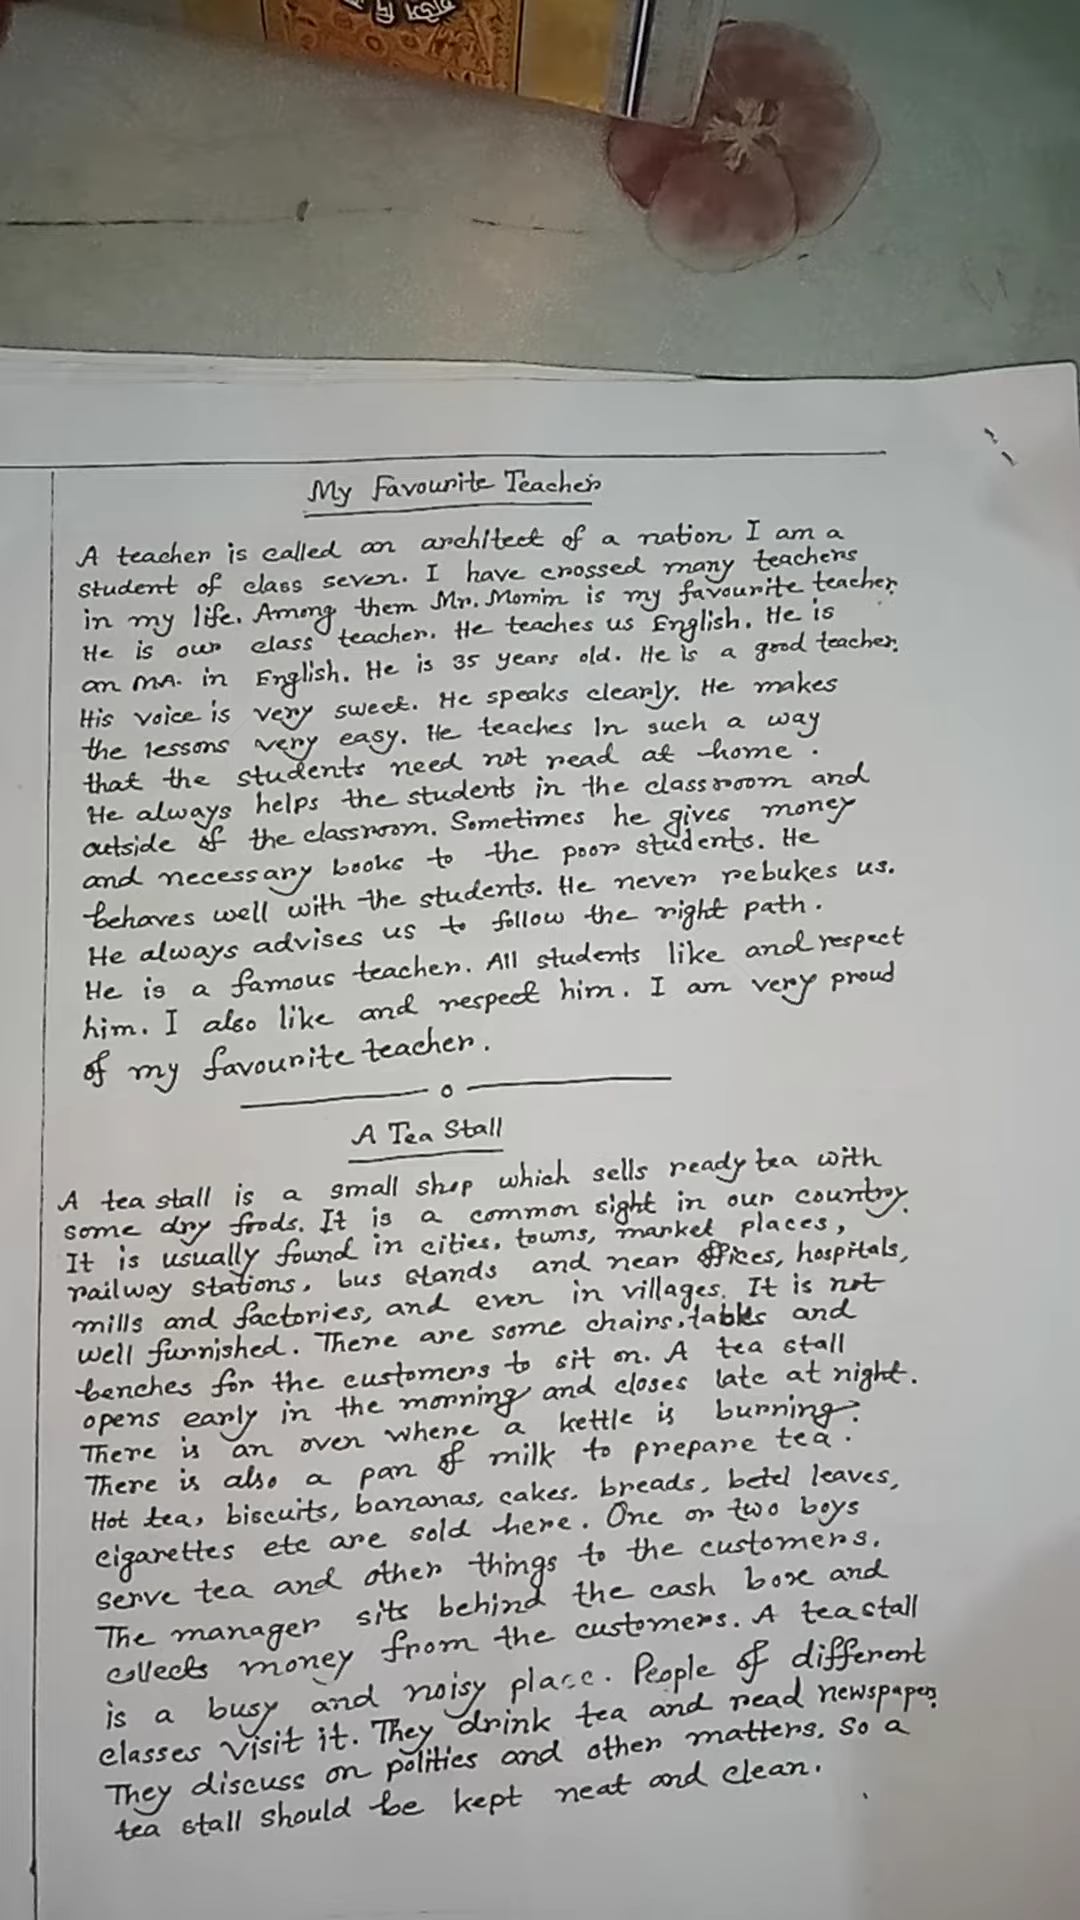 My Favourite Teacher
A teacher is called an architect of a nation. I am a
student of class seven. I have crossed many teachers
in my life. Among them Mr. Momin is my favourite teacher.
He is our class teacher. He teaches us English. He is
an MA. in English. He is 35 years old. He is a good teacher.
His voice is very sweet. He speaks clearly. He makes
the lessons very easy. He teaches In such a way
that the students need not read at home.
He always helps the students in the classroom and
outside of the classroom. Sometimes he gives money
and necessary books to the poor students. He
behaves well with the students. He never rebukes us.
He always advises us to follow the right path.
He is a famous teacher. All students like and respect
him. I also like and respect him. I am very proud
of my favourite teacher.
A Tea Stall
A tea stall is a small shop which sells ready tea with
some dry foods. It is a common sight in our country.
It is usually found in cities, towns, market places,
railway stations, bus stands and near offices, hospitals,
mills and factories, and even in villages. It is not
well furnished. There are some chairs, tables and
benches for the customers to sit on. A tea stall
opens early in the morning and closes late at night.
There is an oven where a kettle is burning.
There is also a pan of milk to prepare tea.
Hot tea, biscuits, bananas, cakes, breads, betel leaves,
cigarettes etc are sold here. One or two boys
serve tea and other things to the customers.
The manager sits behind the cash box and
collects money from the customers. A tea stall
is a busy and noisy place. People of different
classes visit it. They drink tea and read newspaper.
They discuss on polities and other matters. So a
tea stall should be kept neat and clean.